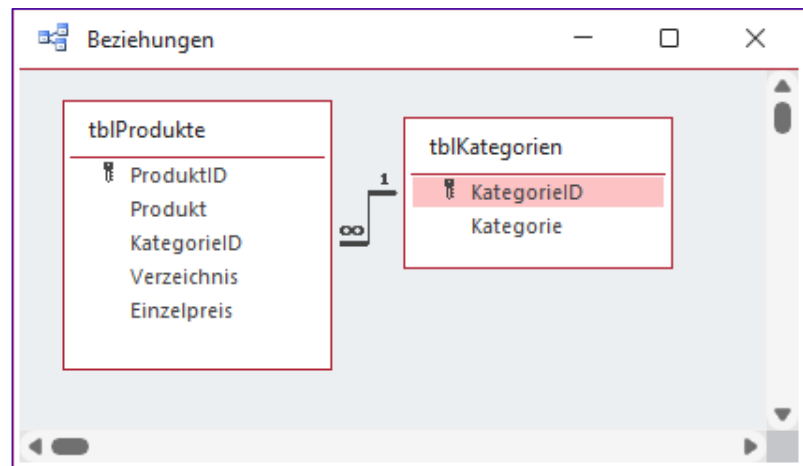 Beziehungen
tblProdukte
ProduktID
Produkt
KategorieID
Verzeichnis
Einzelpreis
1
∞
tblKategorien
KategorieID
Kategorie